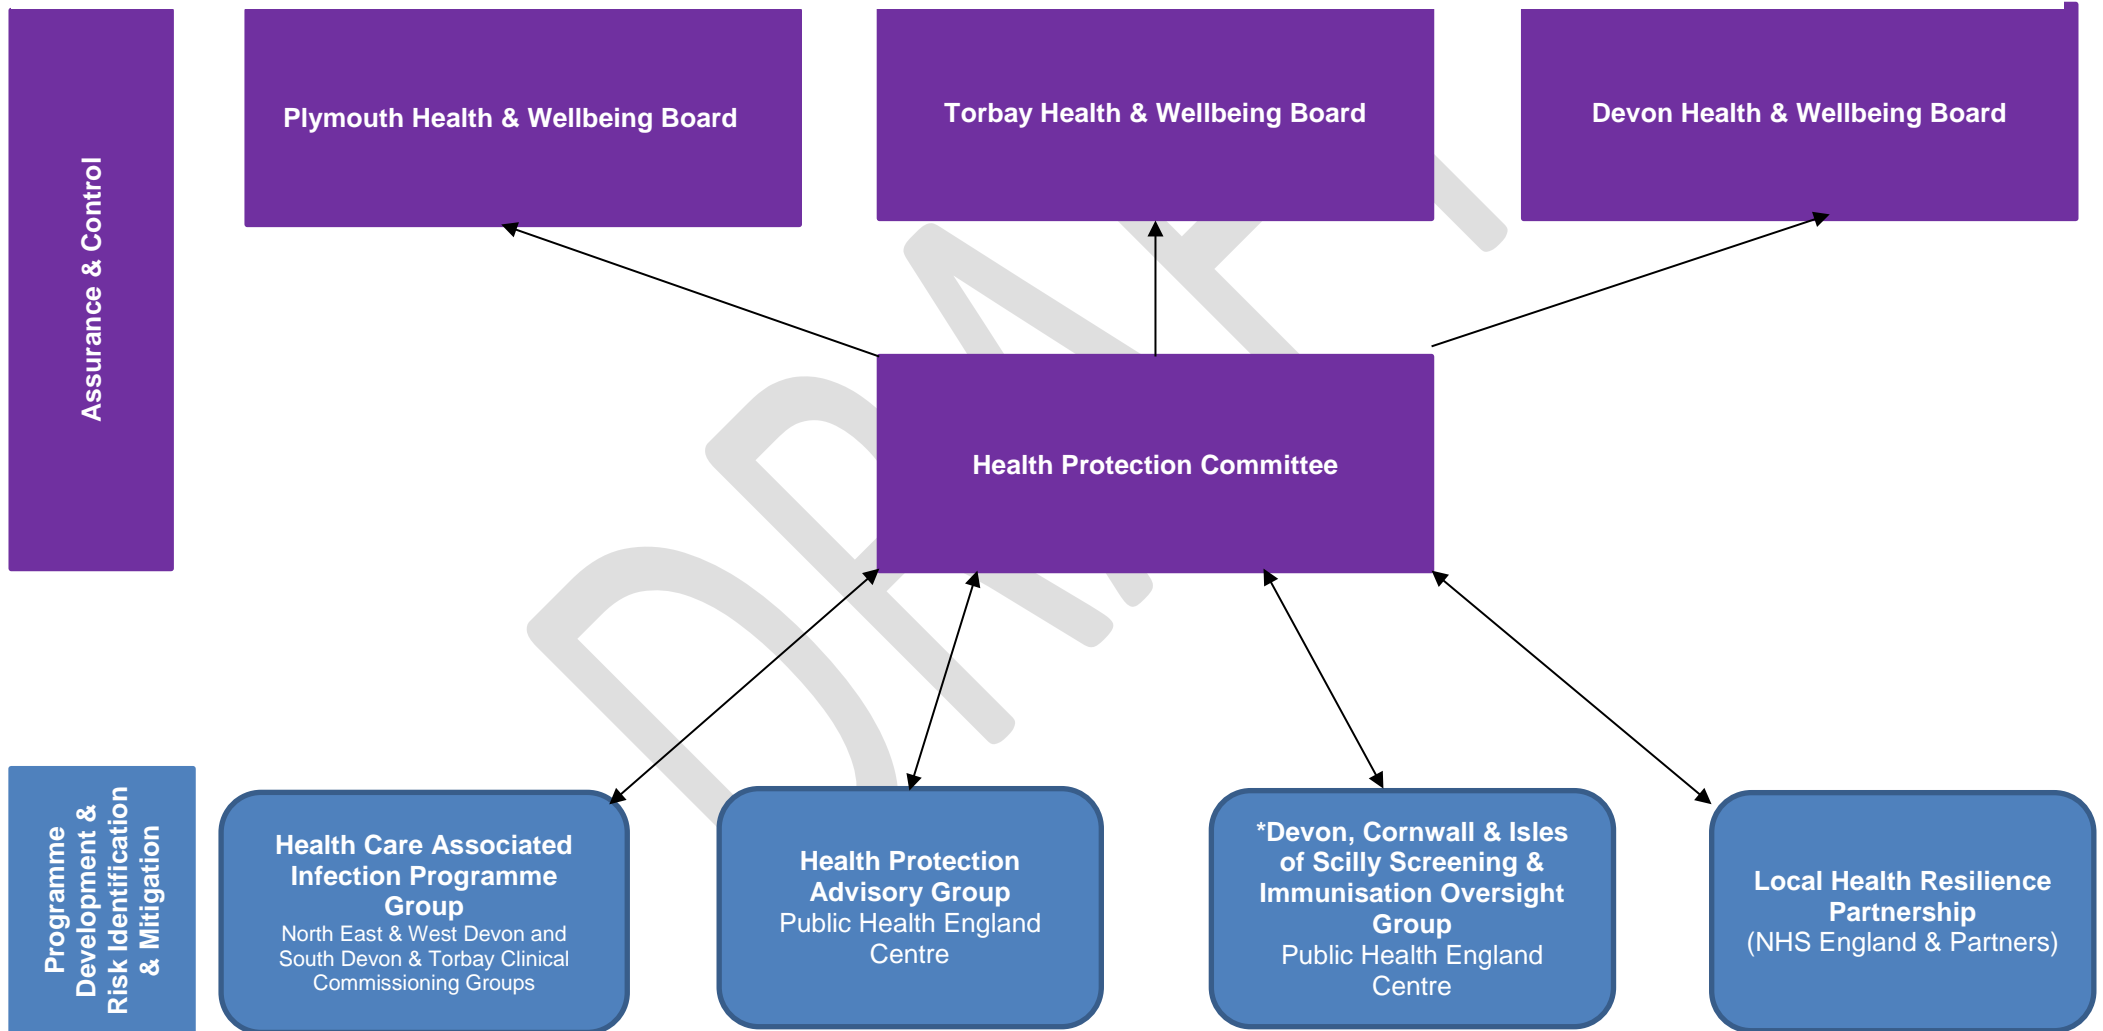 Assurance & Control
Plymouth Health & Wellbeing Board
Torbay Health & Wellbeing Board
Devon Health & Wellbeing Board
DRAFT
Health Protection Committee
Programme
Development &
Risk Identification
& Mitigation
Health Care Associated
Infection Programme
Group
North East & West Devon and
South Devon & Torbay Clinical
Commissioning Groups
Health Protection
Advisory Group
Public Health England
Centre
*Devon, Cornwall & Isles
of Scilly Screening &
Immunisation Oversight
Group
Public Health England
Centre
Local Health Resilience
Partnership
(NHS England & Partners)